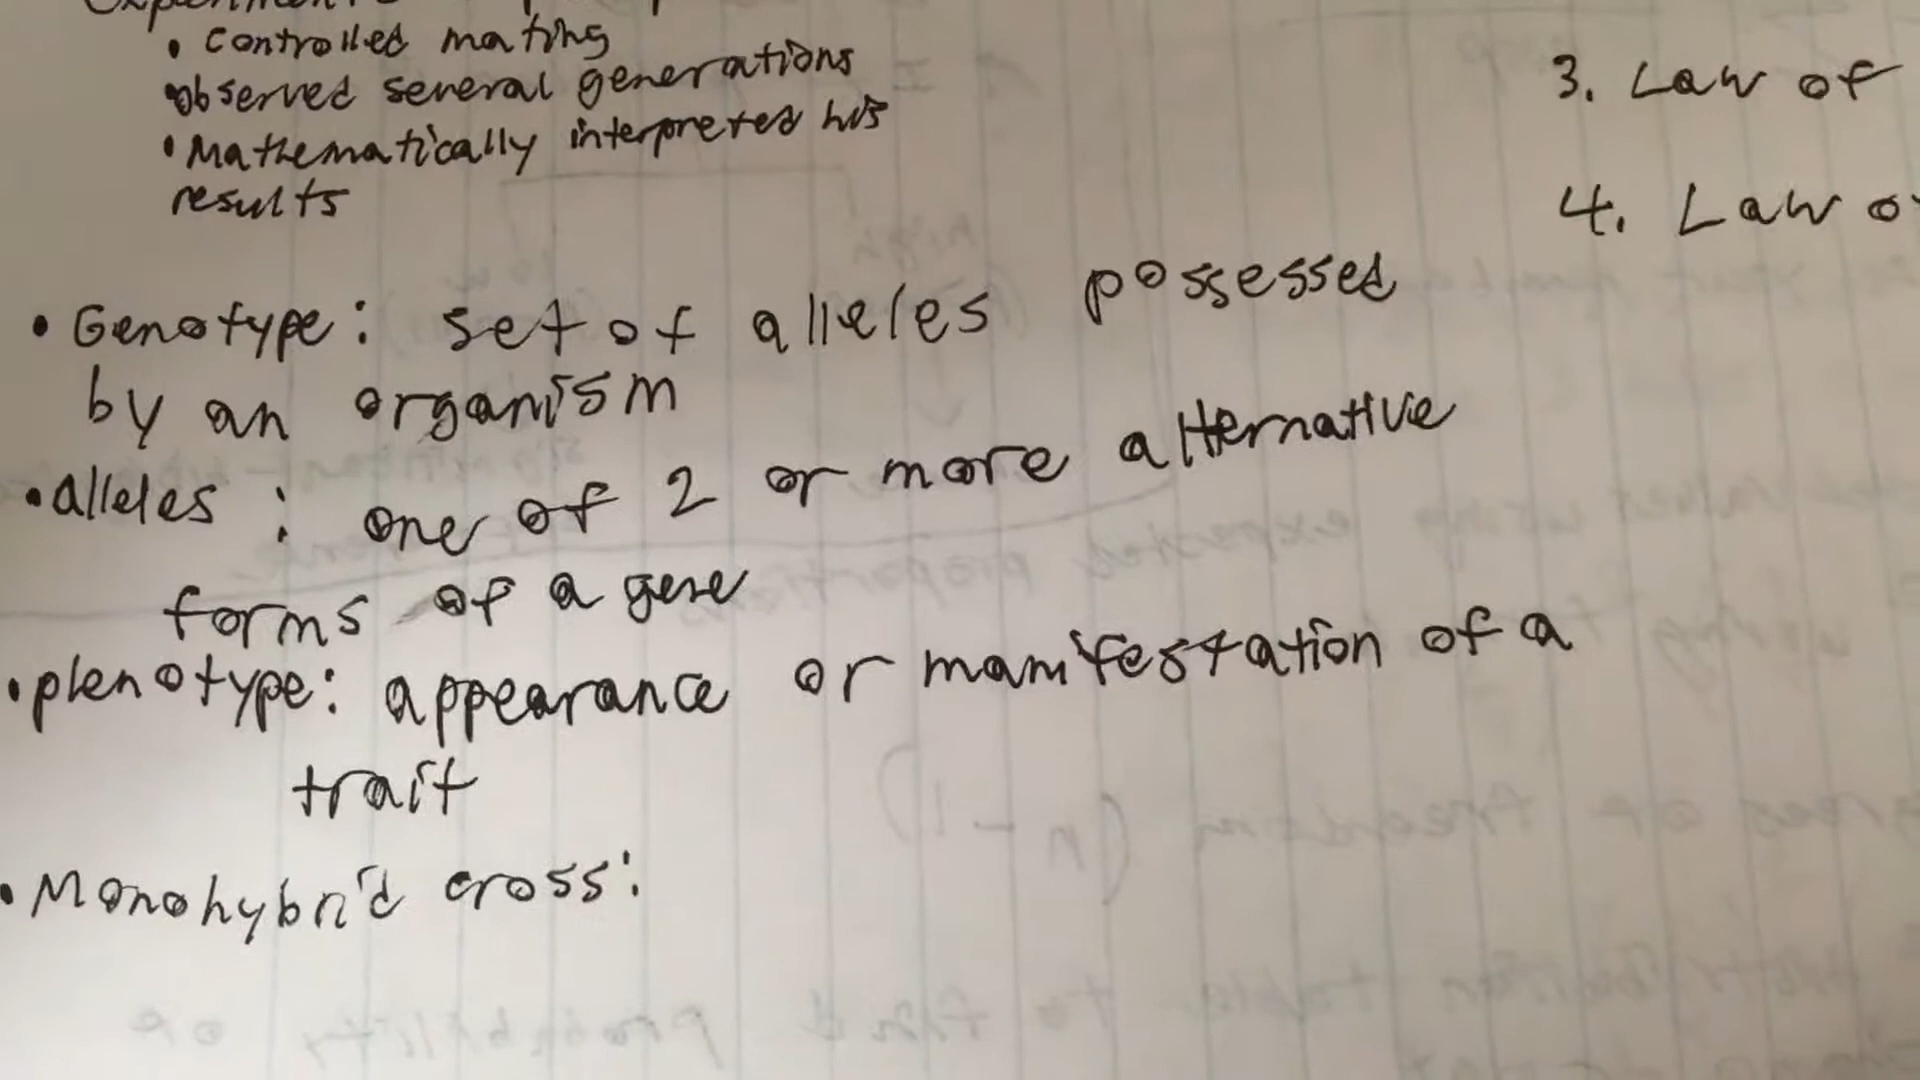 • controlled mating
observed several generations
• Mathematically interpreted his
results
3. Law of
4. Law
• Genotype: set of alleles possessed
by an organism
• alleles : one of 2 or more alternative
forms of a gene
• phenotype: appearance or manifestation of a
trait
• Monohybrid cross: